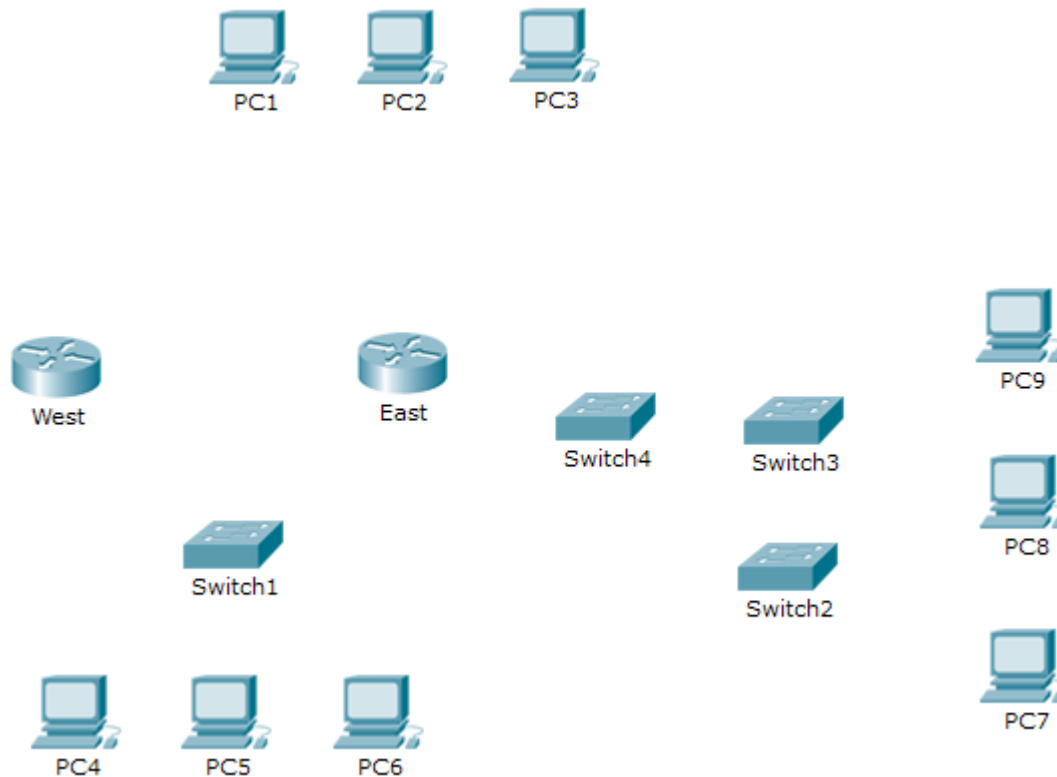 PC1
PC2
PC3
West
East
PC9
Switch4
Switch3
PC8
Switch1
Switch2
PC7
PC4
PC5
PC6